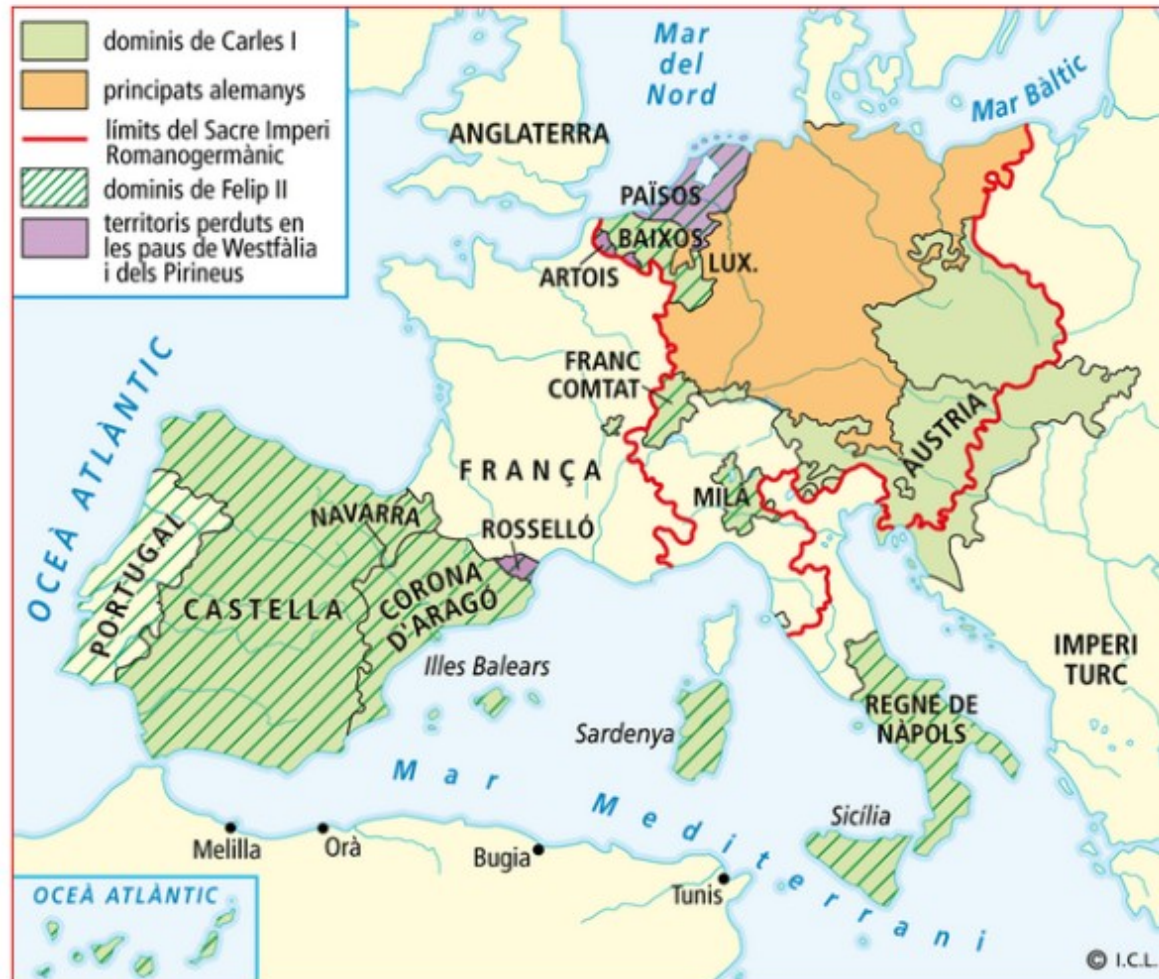 dominis de Carles I
principats alemanys
límits del Sacre Imperi
Romanogermànic
dominis de Felip II
territoris perduts en
les paus de Westfàlia
i dels Pirineus
Mar
del
Nord
Mar Bàltic
ANGLATERRA
PAÏSOS
BAIXOS
LUX.
ARTOIS
FRANC
COMTAT
ÀUSTRIA
OCEÀ ATLÀNTIC
FRANÇA
MILÀ
NAVARRA
ROSSELLÓ
PORTUGAL
CASTELLA
CORONA
D'ARAGÓ
Illes Balears
IMPERI
TURC
REGNE DE
NÀPOLS
Sardenya
Mar Mediterrani
Sicília
Melilla
Orà
Bugia
Tunis
OCEÀ ATLÀNTIC
© I.C.L.